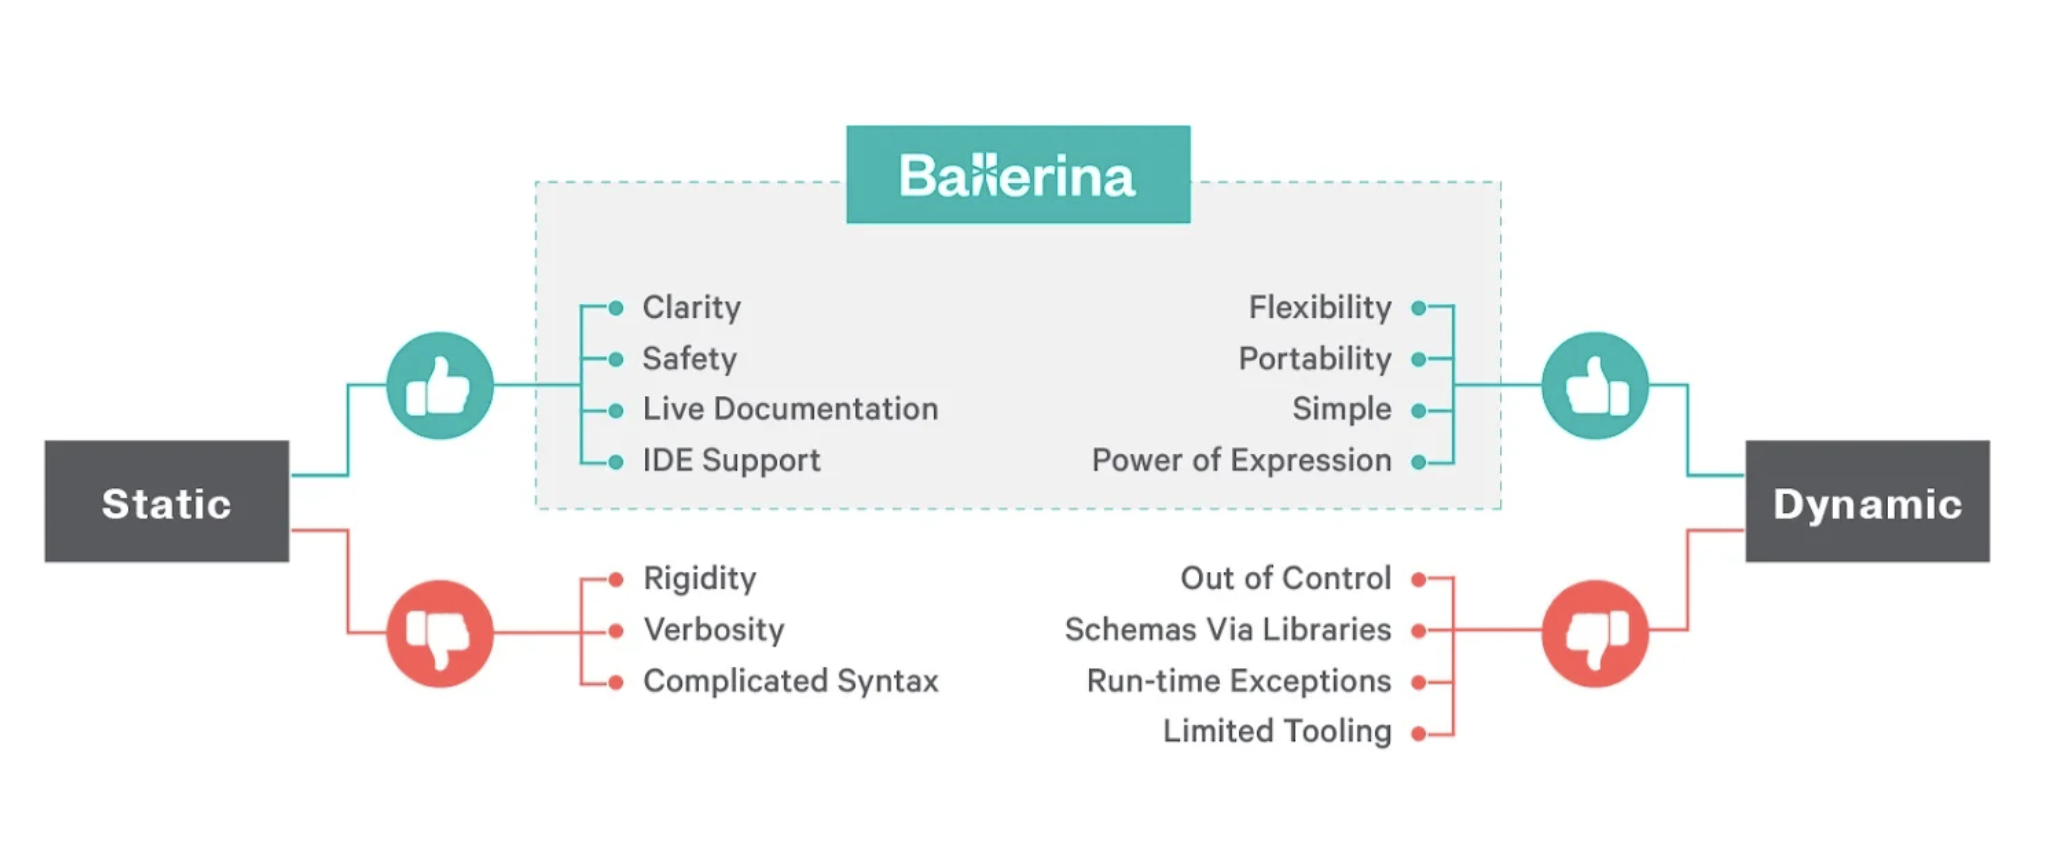 Ballerina
Static
Clarity
Safety
Live Documentation
IDE Support
Rigidity
Verbosity
Complicated Syntax
Flexibility
Portability
Simple
Power of Expression
Out of Control
Schemas Via Libraries
Run-time Exceptions
Limited Tooling
Dynamic